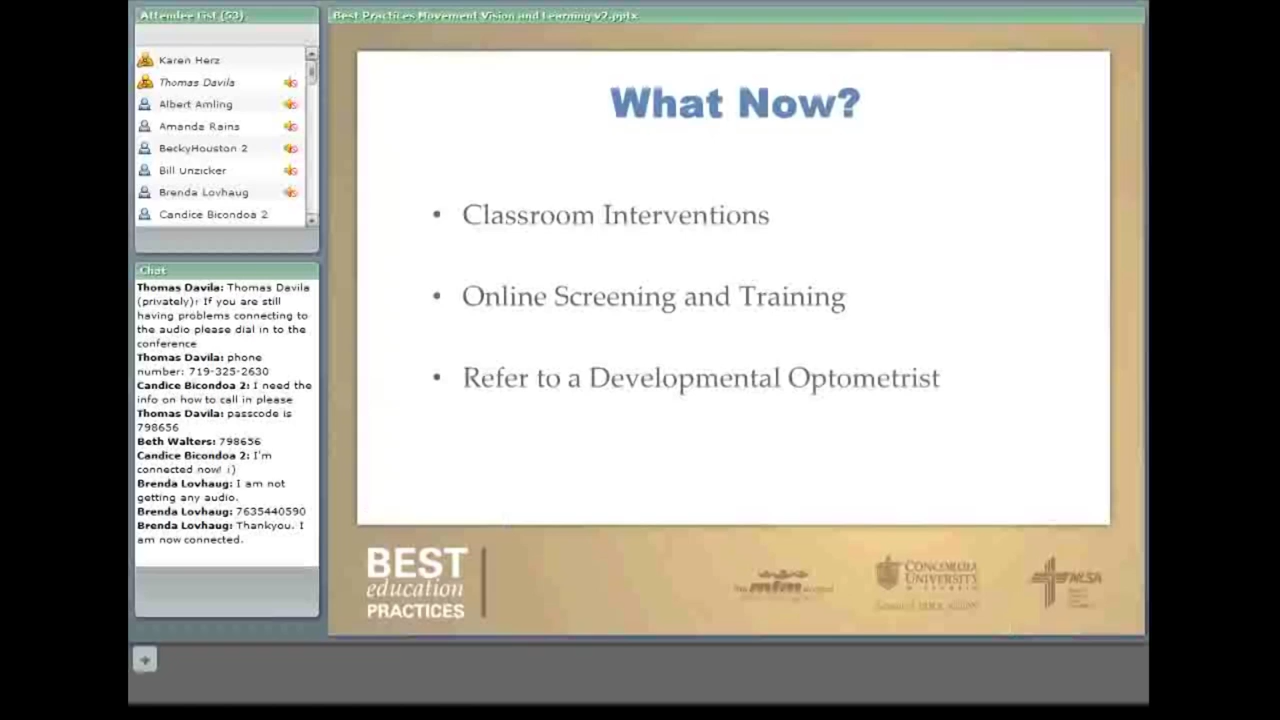 Attendee List (53)
Karen Herz
Thomas Davila
Albert Amling
Amanda Rains
BeckyHouston 2
Bill Unzicker
Brenda Lovhaug
Candice Bicondoa 2
Chat
Thomas Davila: Thomas Davila
(privately): If you are still
having problems connecting to
the audio please dial in to the
conference
Thomas Davila: phone
number: 719-325-2630
Candice Bicondoa 2: I need the
info on how to call in please
Thomas Davila: passcode is
798656
Beth Walters: 798656
Candice Bicondoa 2: I'm
connected now! :)
Brenda Lovhaug: I am not
getting any audio.
Brenda Lovhaug: 7635440590
Brenda Lovhaug: Thankyou. I
am now connected.
Best Practices Movement Vision and Learning v2.pptx
What Now?
• Classroom Interventions
• Online Screening and Training
• Refer to a Developmental Optometrist
BEST
education
PRACTICES
mfm
CONCORDIA
UNIVERSITY
NLSA